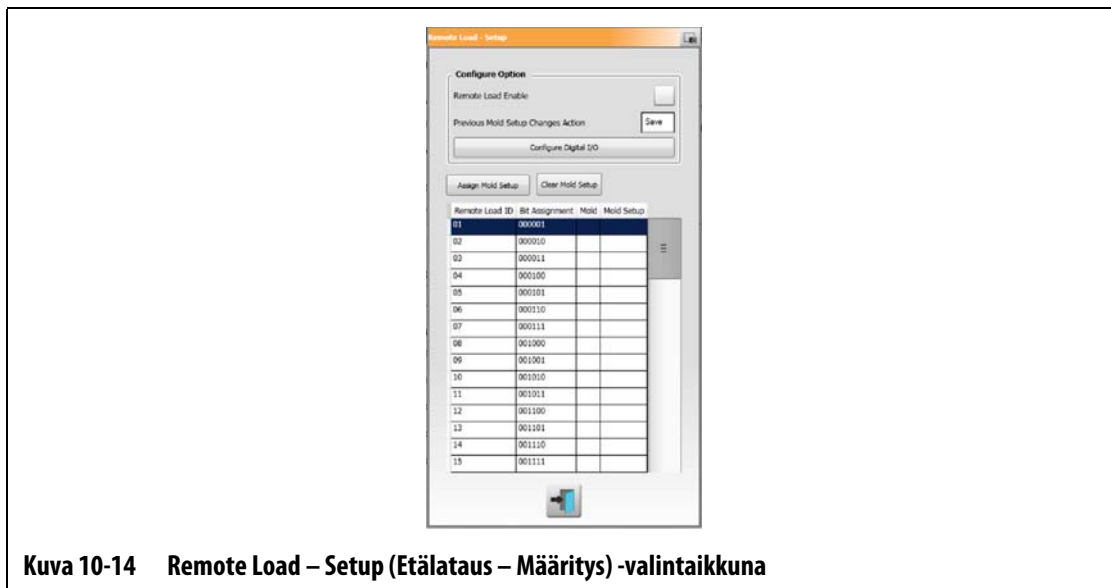 Remote Load - Setup
Configure Option
Remote Load Enable
Previous Mold Setup Changes Action Save
Configure Digital I/O
Assign Mold Setup Clear Mold Setup
Remote Load ID Bit Assignment Mold Mold Setup
01 000001
02 000010
03 000011
04 000100
05 000101
06 000110
07 000111
08 001000
09 001001
10 001010
11 001011
12 001100
13 001101
14 001110
15 001111
Kuva 10-14 Remote Load – Setup (Etälataus – Määritys) -valintaikkuna